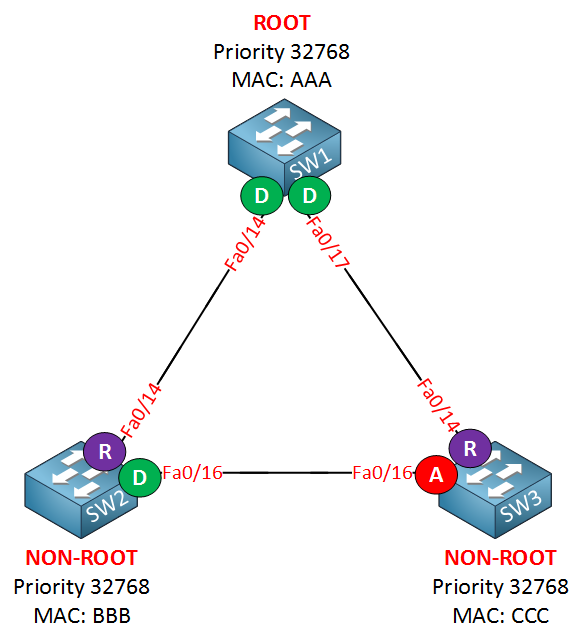 ROOT
Priority 32768
MAC: AAA
SW1
D
D
Fa0/14
Fa0/17
Fa0/14
Fa0/14
R
R
D
Fa0/16
Fa0/16
A
SW2
SW3
NON-ROOT
Priority 32768
MAC: BBB
NON-ROOT
Priority 32768
MAC: CCC